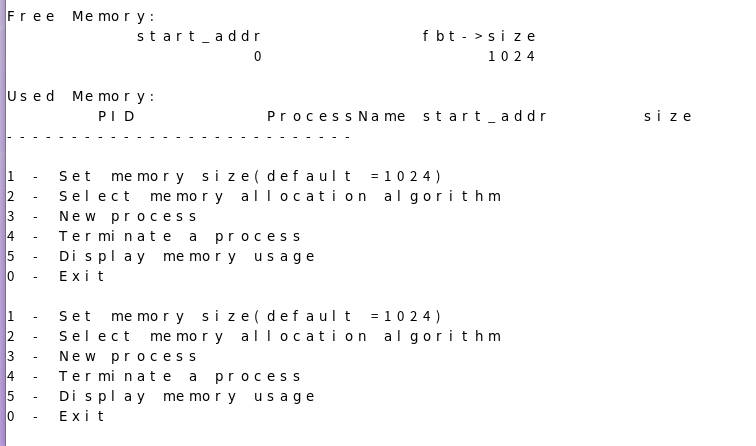 Free Memory:
start_addr fbt->size
0 1024
Used Memory:
PID ProcessName start_addr size
---------------------------
1 - Set memory size(default =1024)
2 - Select memory allocation algorithm
3 - New process
4 - Terminate a process
5 - Display memory usage
0 - Exit
1 - Set memory size(default =1024)
2 - Select memory allocation algorithm
3 - New process
4 - Terminate a process
5 - Display memory usage
0 - Exit